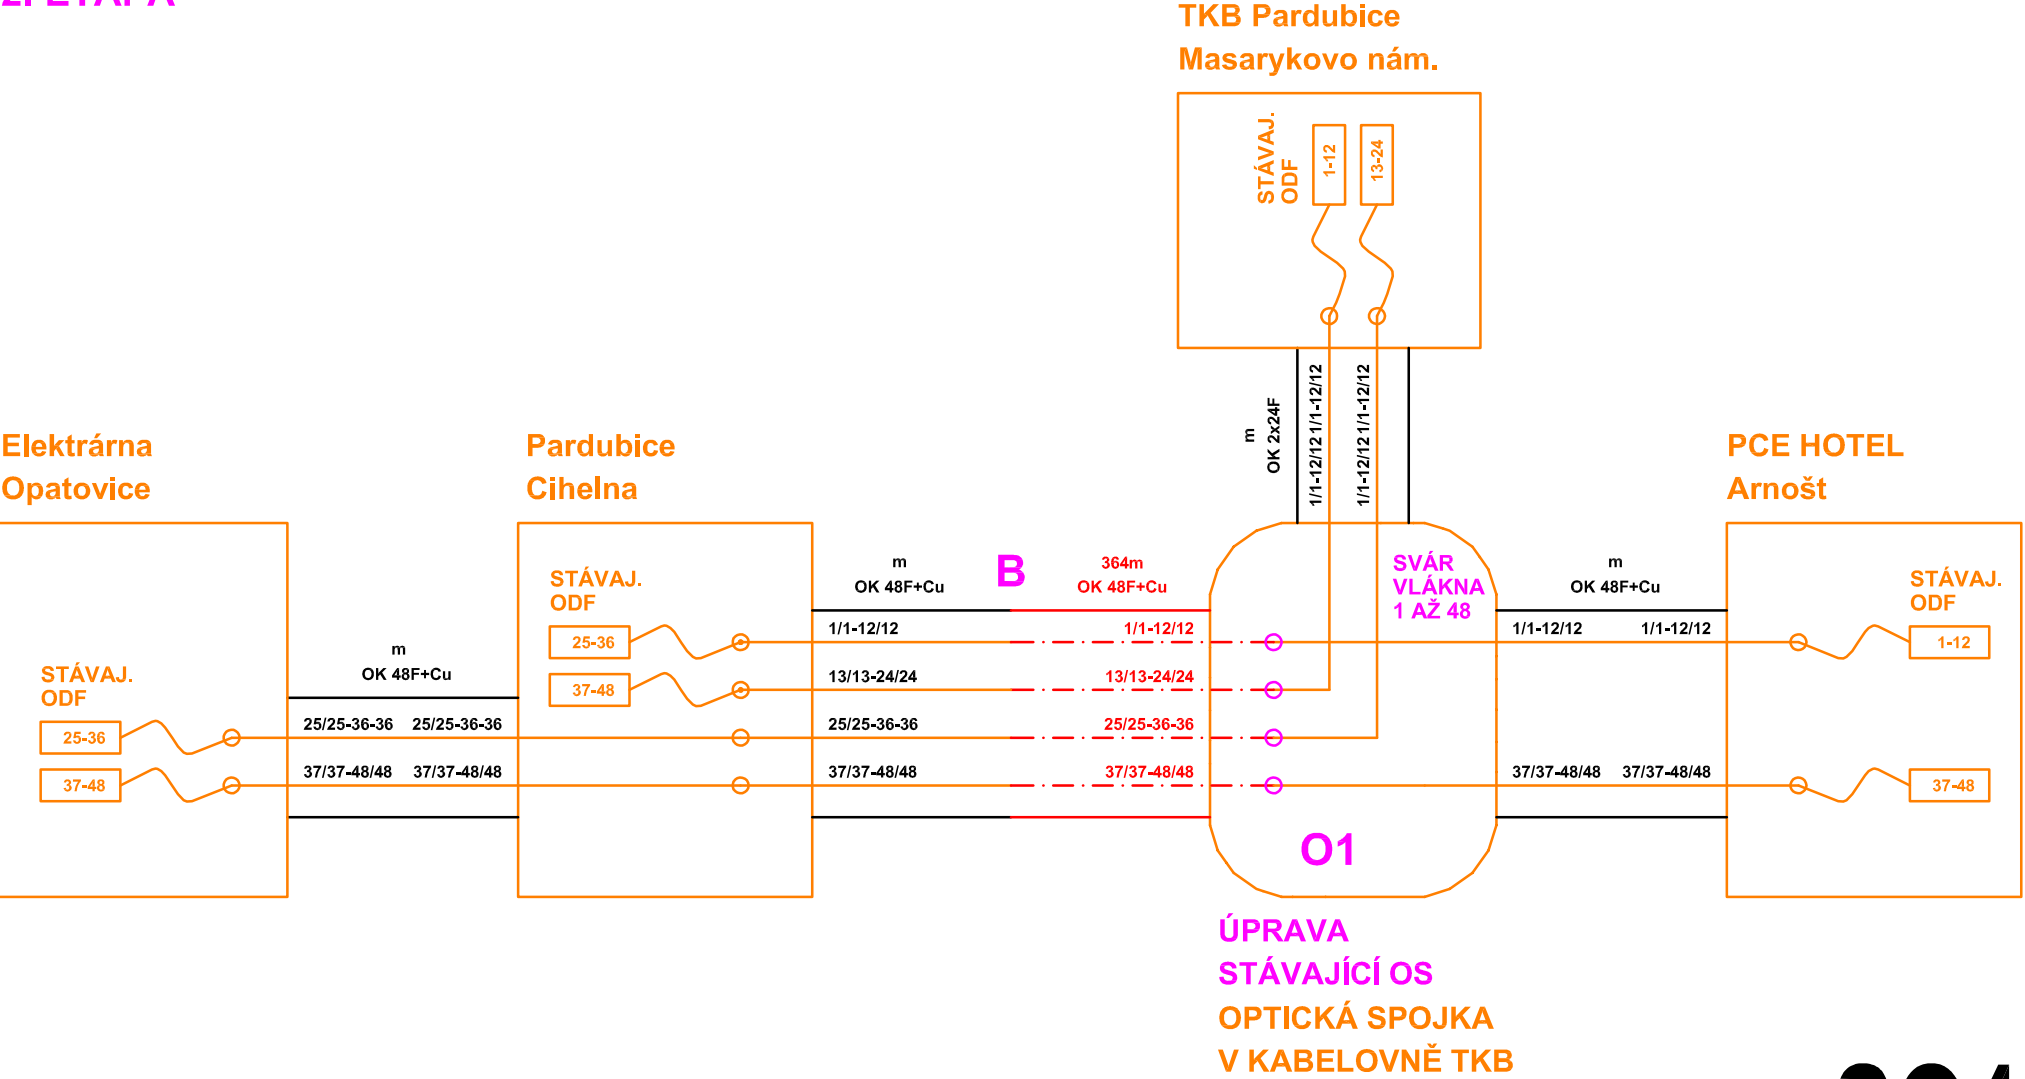 2. ETAPA
TKB Pardubice
Masarykovo nám.
STÁVAJ.
ODF
1-12
13-24
m
OK 2x24F
1/1-12/12 1/1-12/12
1/1-12/12 1/1-12/12
Elektrárna
Opatovice
STÁVAJ.
ODF
25-36
37-48
m
OK 48F+Cu
25/25-36-36 25/25-36-36
37/37-48/48 37/37-48/48
Pardubice
Cihelna
STÁVAJ.
ODF
25-36
37-48
m
OK 48F+Cu
1/1-12/12
13/13-24/24
25/25-36-36
37/37-48/48
B
364m
OK 48F+Cu
1/1-12/12
13/13-24/24
25/25-36-36
37/37-48/48
SVÁR
VLÁKNA
1 AŽ 48
O1
ÚPRAVA
STÁVAJÍCÍ OS
OPTICKÁ SPOJKA
V KABELOVNĚ TKB
m
OK 48F+Cu
1/1-12/12 1/1-12/12
37/37-48/48 37/37-48/48
PCE HOTEL
Arnošt
STÁVAJ.
ODF
1-12
37-48